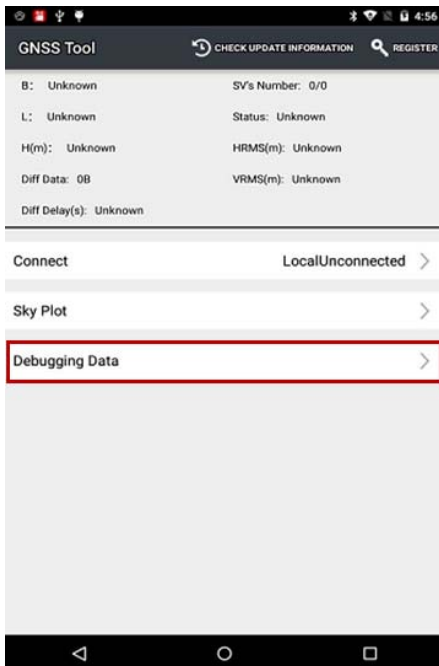 4:56
GNSS Tool CHECK UPDATE INFORMATION REGISTER
B: Unknown SV's Number: 0/0
L: Unknown Status: Unknown
H(m): Unknown HRMS(m): Unknown
Diff Data: 0B VRMS(m): Unknown
Diff Delay(s): Unknown
Connect LocalUnconnected
Sky Plot
Debugging Data